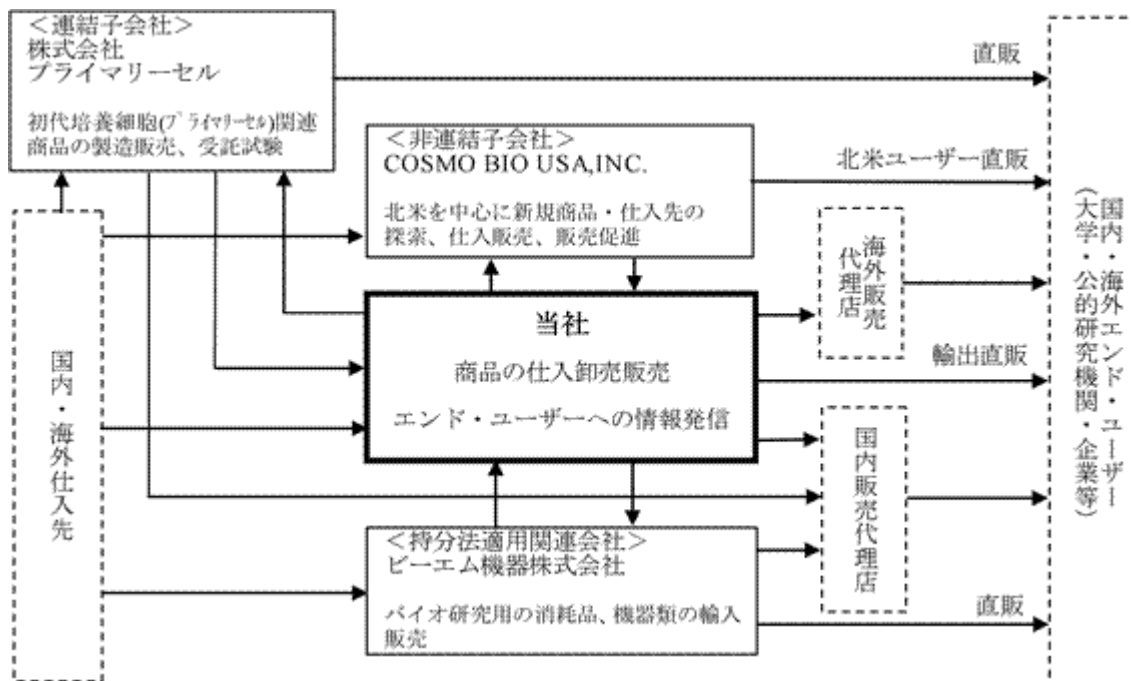 ＜連結子会社＞
株式会社
プライマリーセル
初代培養細胞(ﾌﾟﾗｲﾏﾘｰｾﾙ)関連
商品の製造販売、受託試験
直販
＜非連結子会社＞
COSMO BIO USA,INC.
北米を中心に新規商品・仕入先の
探索、仕入販売、販売促進
北米ユーザー直販
海外販売
代理店
当社
商品の仕入卸売販売
エンド・ユーザーへの情報発信
輸出直販
国内・海外仕入先
国内販売代理店
＜持分法適用関連会社＞
ビーエム機器株式会社
バイオ研究用の消耗品、機器類の輸入
販売
直販
国内・海外エンド・ユーザー
（大学・公的研究機関・企業等）